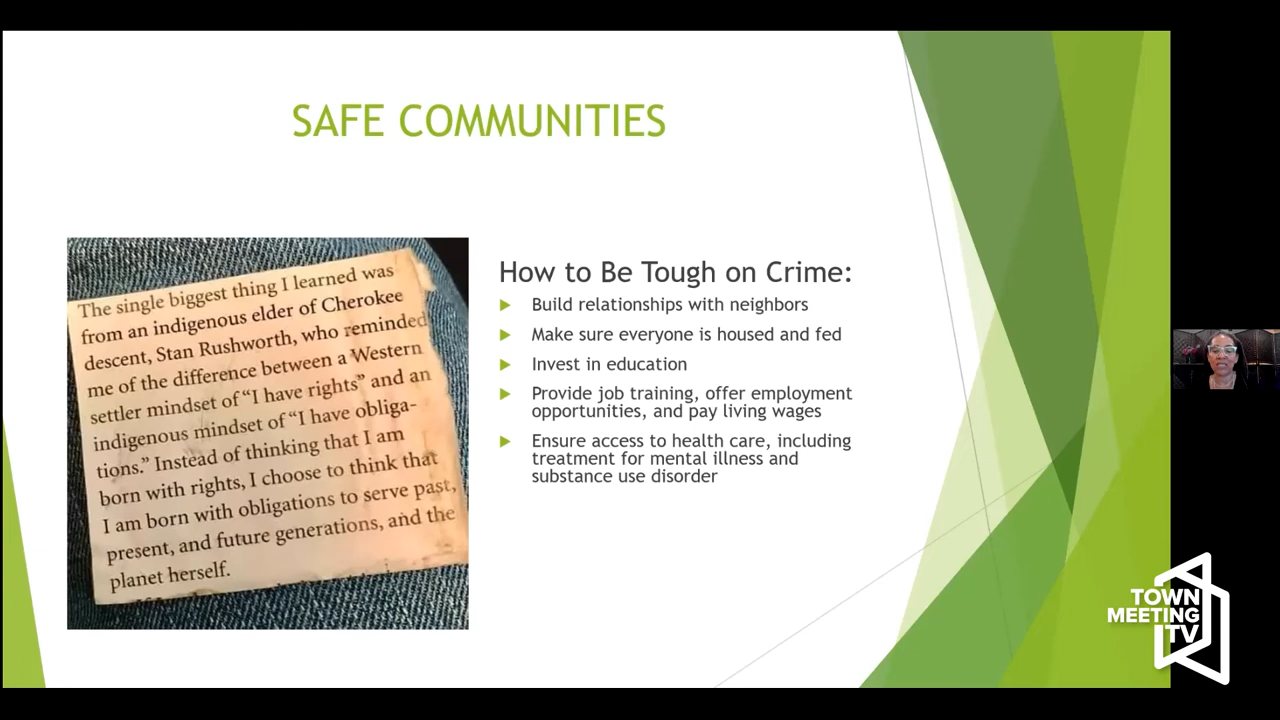 SAFE COMMUNITIES
The single biggest thing I learned was
from an indigenous elder of Cherokee
descent, Stan Rushworth, who reminded
me of the difference between a Western
settler mindset of “I have rights” and an
indigenous mindset of “I have obliga-
tions.” Instead of thinking that I am
born with rights, I choose to think that
I am born with obligations to serve past,
present, and future generations, and the
planet herself.
How to Be Tough on Crime:
Build relationships with neighbors
Make sure everyone is housed and fed
Invest in education
Provide job training, offer employment
opportunities, and pay living wages
Ensure access to health care, including
treatment for mental illness and
substance use disorder
TOWN
MEETING
TV